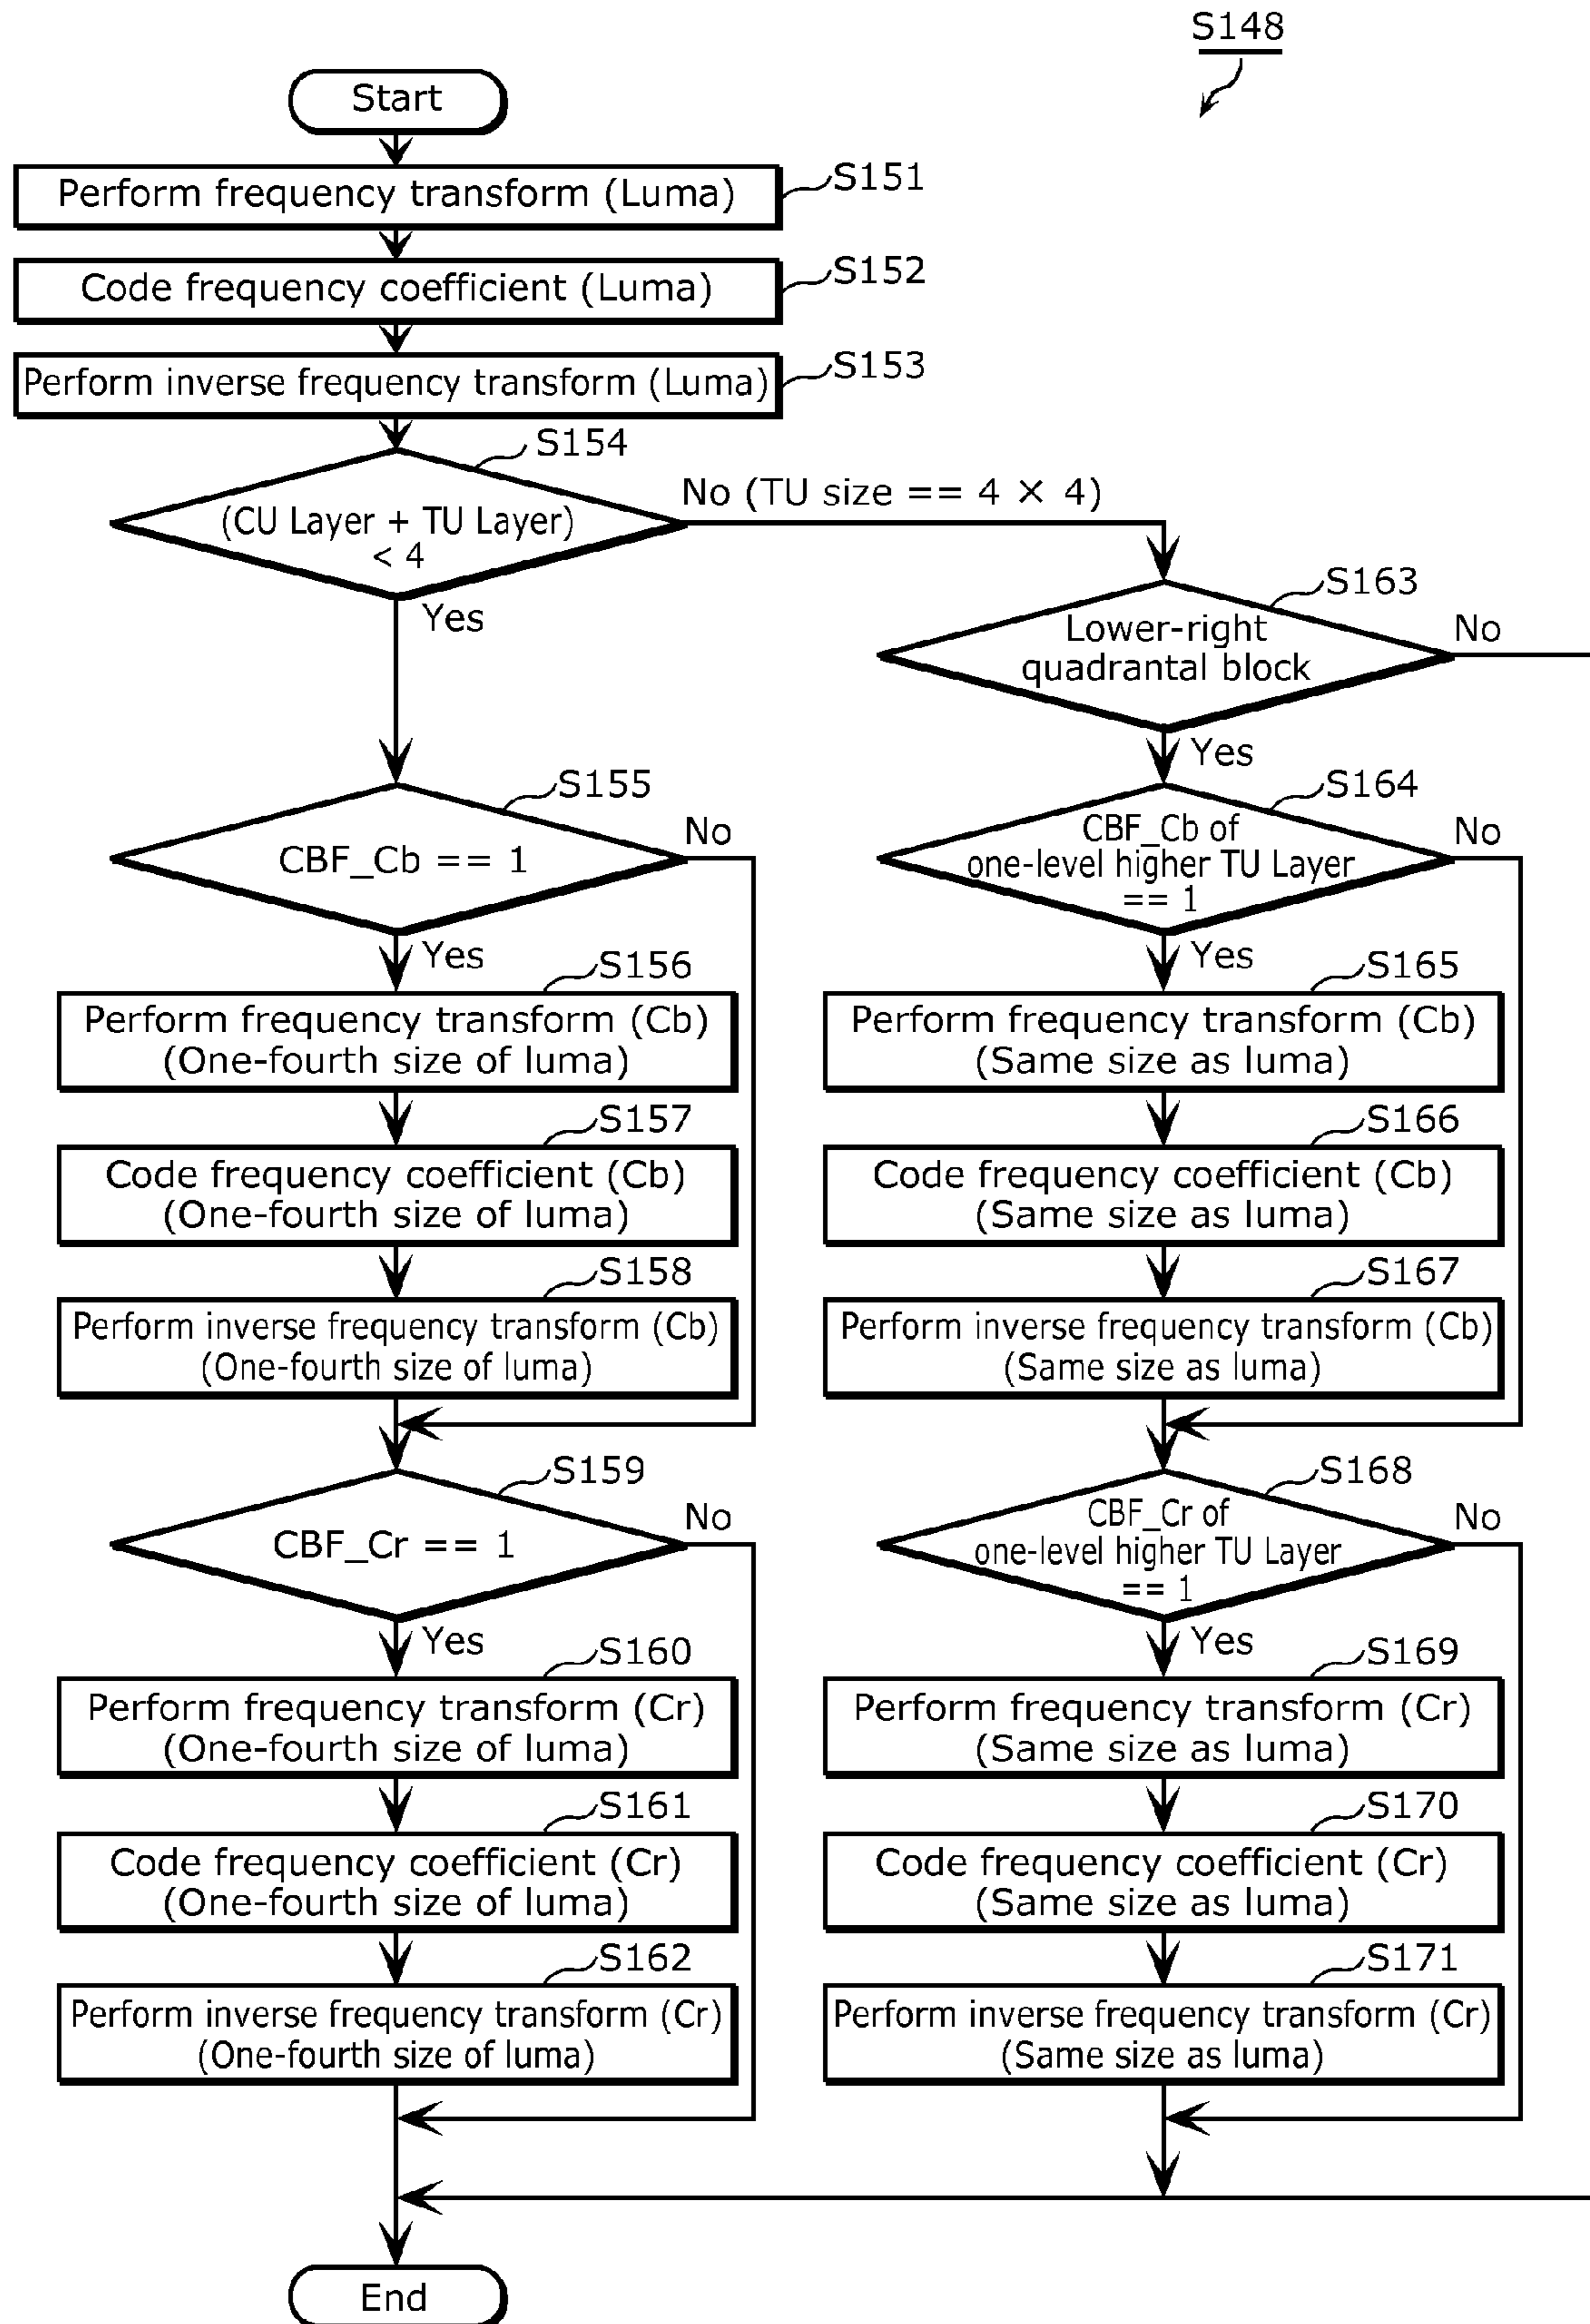 S148
Start
Perform frequency transform (Luma)
S151
Code frequency coefficient (Luma)
S152
Perform inverse frequency transform (Luma)
S153
S154
(CU Layer + TU Layer)
< 4
No (TU size == 4 × 4)
Yes
S155
CBF_Cb == 1
No
Yes
S156
Perform frequency transform (Cb)
(One-fourth size of luma)
S157
Code frequency coefficient (Cb)
(One-fourth size of luma)
S158
Perform inverse frequency transform (Cb)
(One-fourth size of luma)
S159
CBF_Cr == 1
No
Yes
S160
Perform frequency transform (Cr)
(One-fourth size of luma)
S161
Code frequency coefficient (Cr)
(One-fourth size of luma)
S162
Perform inverse frequency transform (Cr)
(One-fourth size of luma)
S163
Lower-right
quadrantal block
No
Yes
S164
CBF_Cb of
one-level higher TU Layer
== 1
No
Yes
S165
Perform frequency transform (Cb)
(Same size as luma)
S166
Code frequency coefficient (Cb)
(Same size as luma)
S167
Perform inverse frequency transform (Cb)
(Same size as luma)
S168
CBF_Cr of
one-level higher TU Layer
== 1
No
Yes
S169
Perform frequency transform (Cr)
(Same size as luma)
S170
Code frequency coefficient (Cr)
(Same size as luma)
S171
Perform inverse frequency transform (Cr)
(Same size as luma)
End